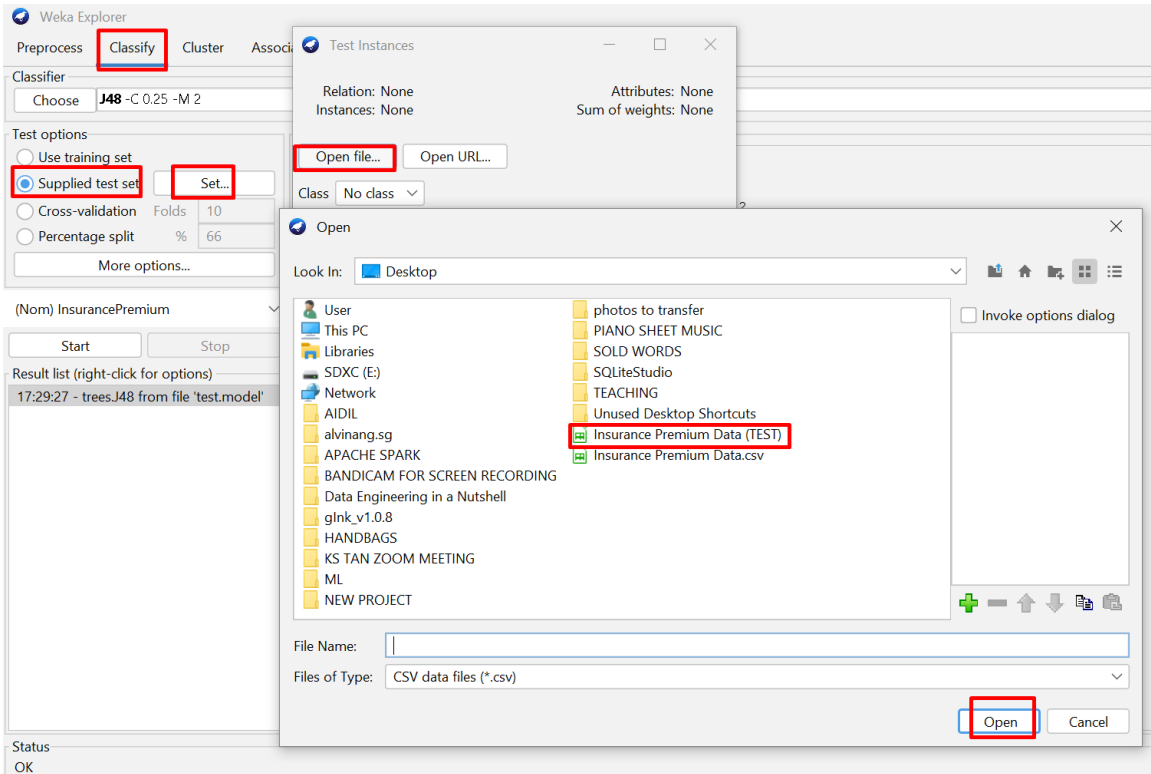 Weka Explorer
Preprocess Classify Cluster
Classifier
Choose J48 -C 0.25 -M 2
Test options
Use training set
Supplied test set Set...
Cross-validation Folds 10
Percentage split % 66
More options...
(Nom) InsurancePremium
Start Stop
Result list (right-click for options)
17:29:27 - trees.J48 from file 'test.model'
Status
OK
Test Instances
Relation: None Attributes: None
Instances: None Sum of weights: None
Open file... Open URL...
Class No class
Open
Look In: Desktop
User
This PC
Libraries
SDXC (E:)
Network
AIDIL
alvinang.sg
APACHE SPARK
BANDICAM FOR SCREEN RECORDING
Data Engineering in a Nutshell
gInk_v1.0.8
HANDBAGS
KS TAN ZOOM MEETING
ML
NEW PROJECT
photos to transfer
PIANO SHEET MUSIC
SOLD WORDS
SQLiteStudio
TEACHING
Unused Desktop Shortcuts
Insurance Premium Data (TEST)
Insurance Premium Data.csv
Invoke options dialog
File Name:
Files of Type: CSV data files (*.csv)
Open Cancel